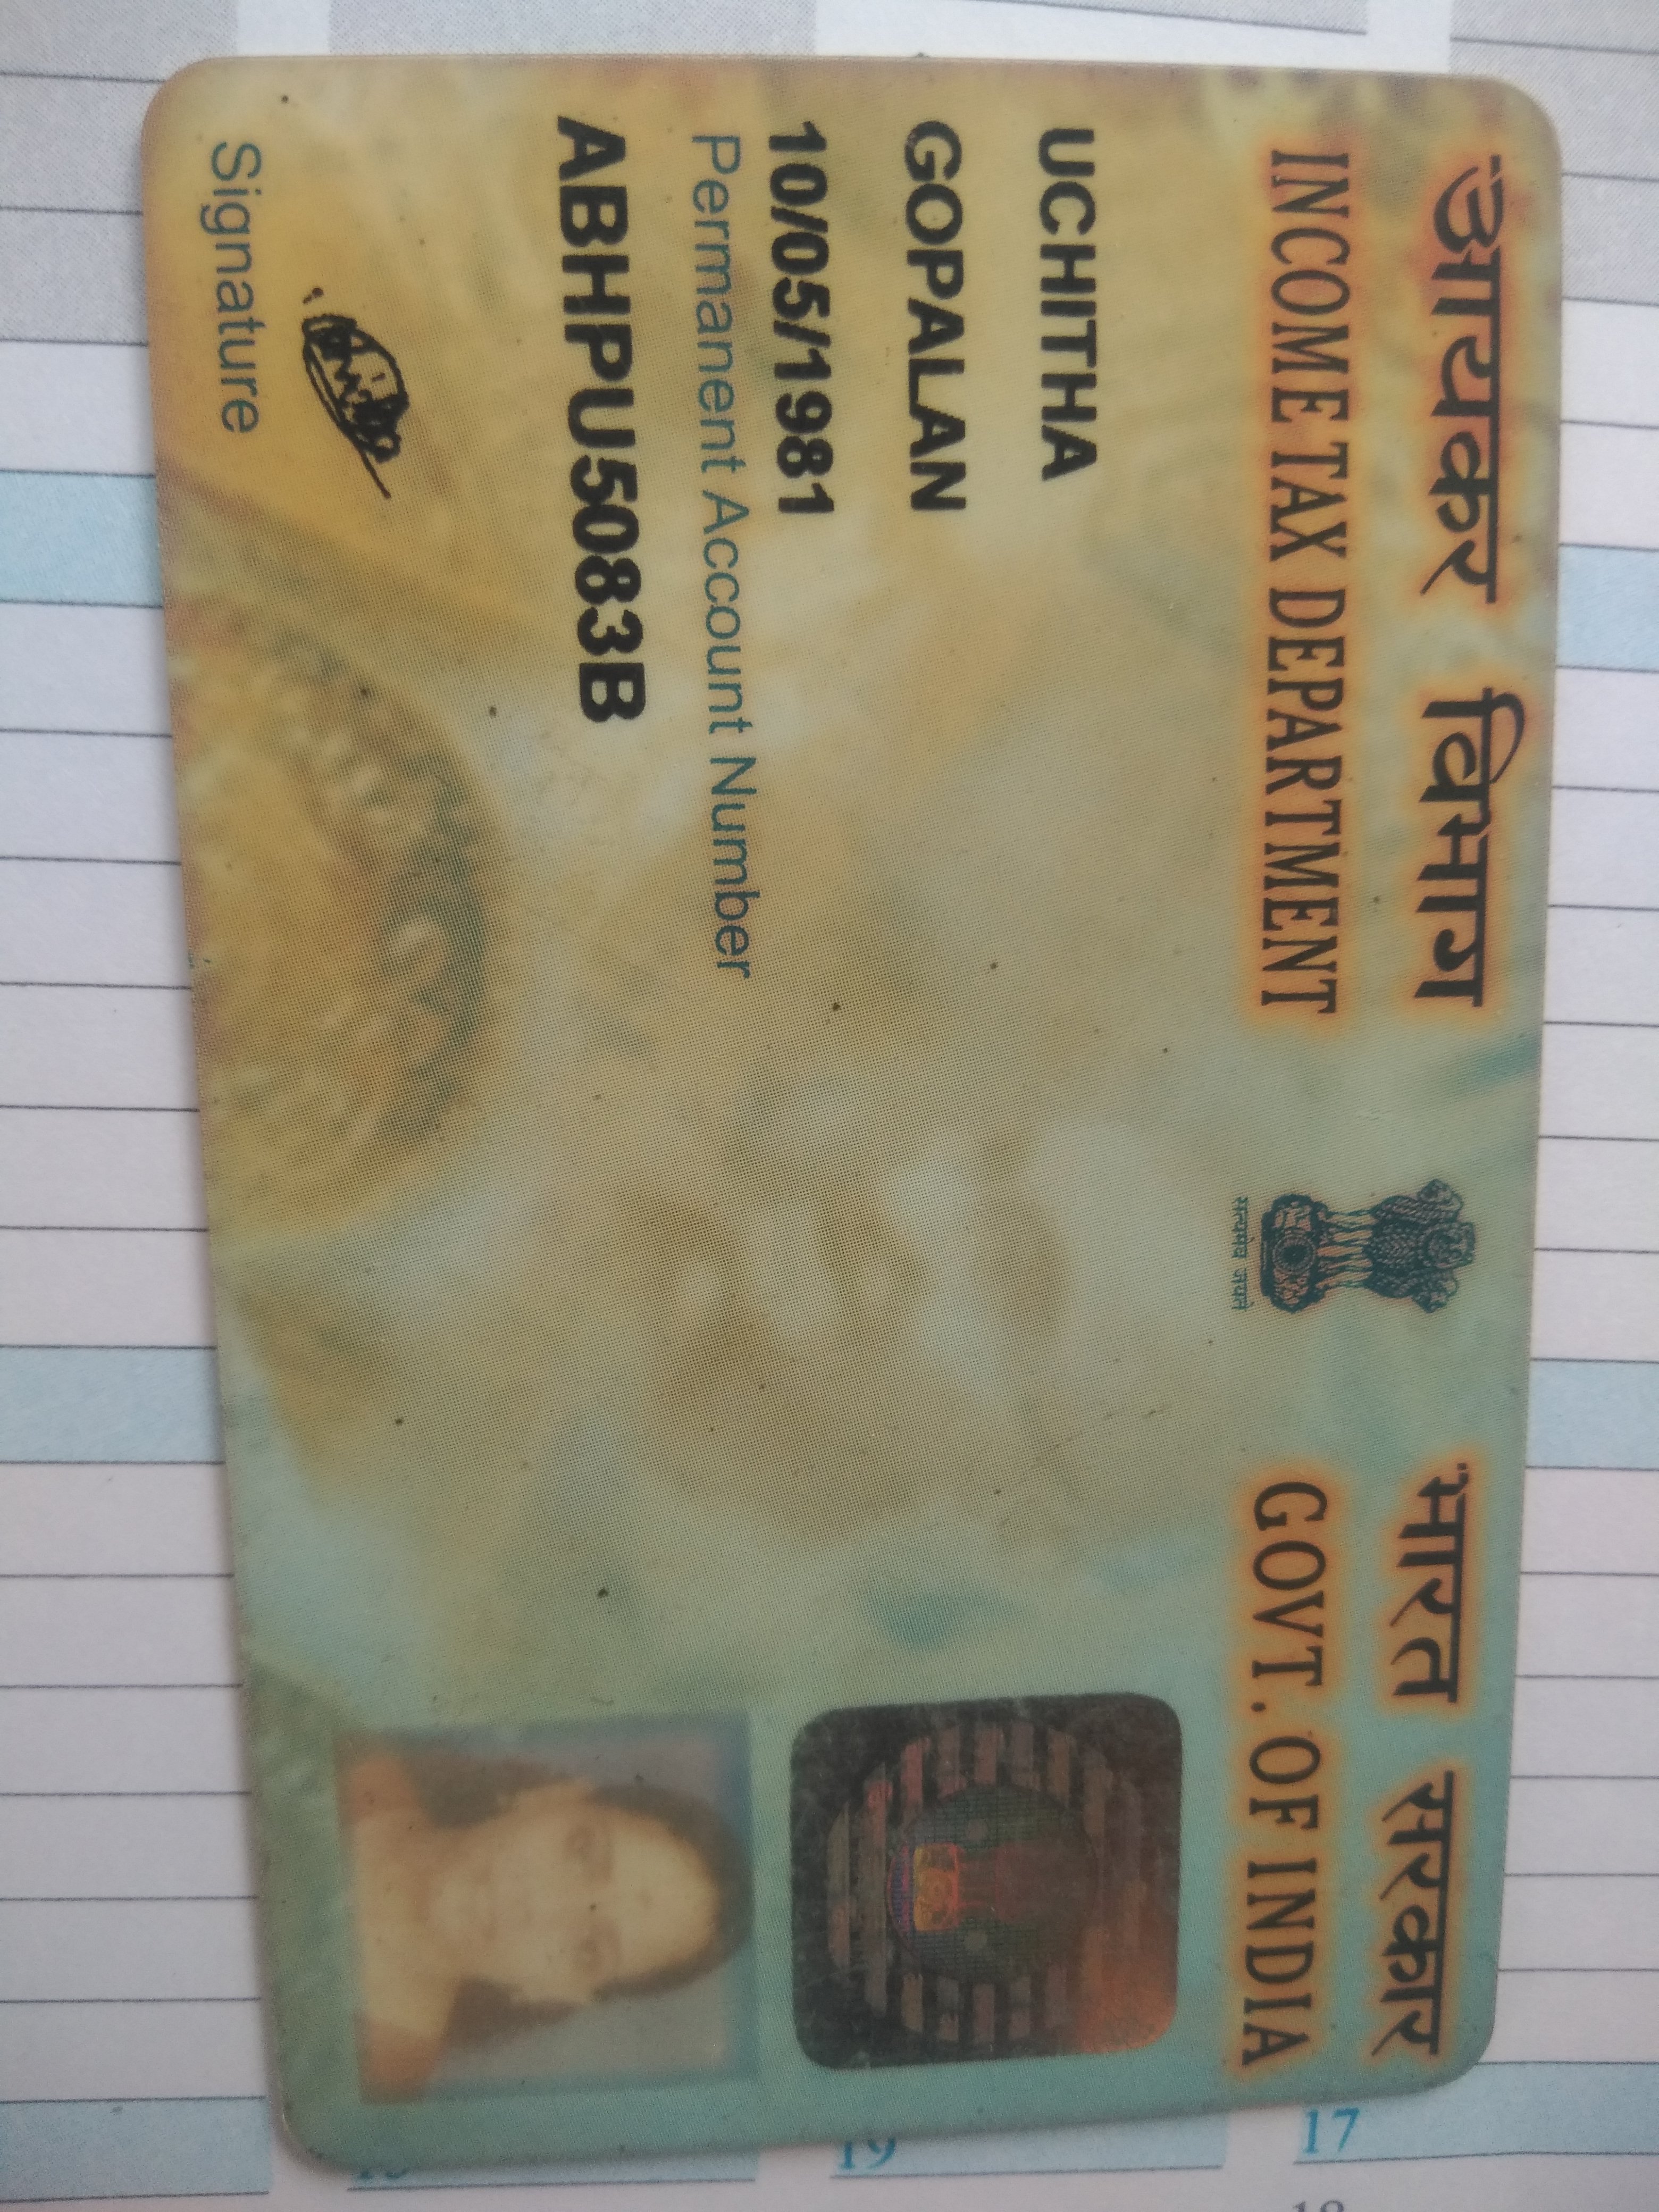 आयकर विभाग
INCOME TAX DEPARTMENT
सत्यमेव जयते
भारत सरकार
GOVT. OF INDIA
UCHITHA
GOPALAN
10/05/1981
Permanent Account Number
ABHPU5083B
Signature
19
17